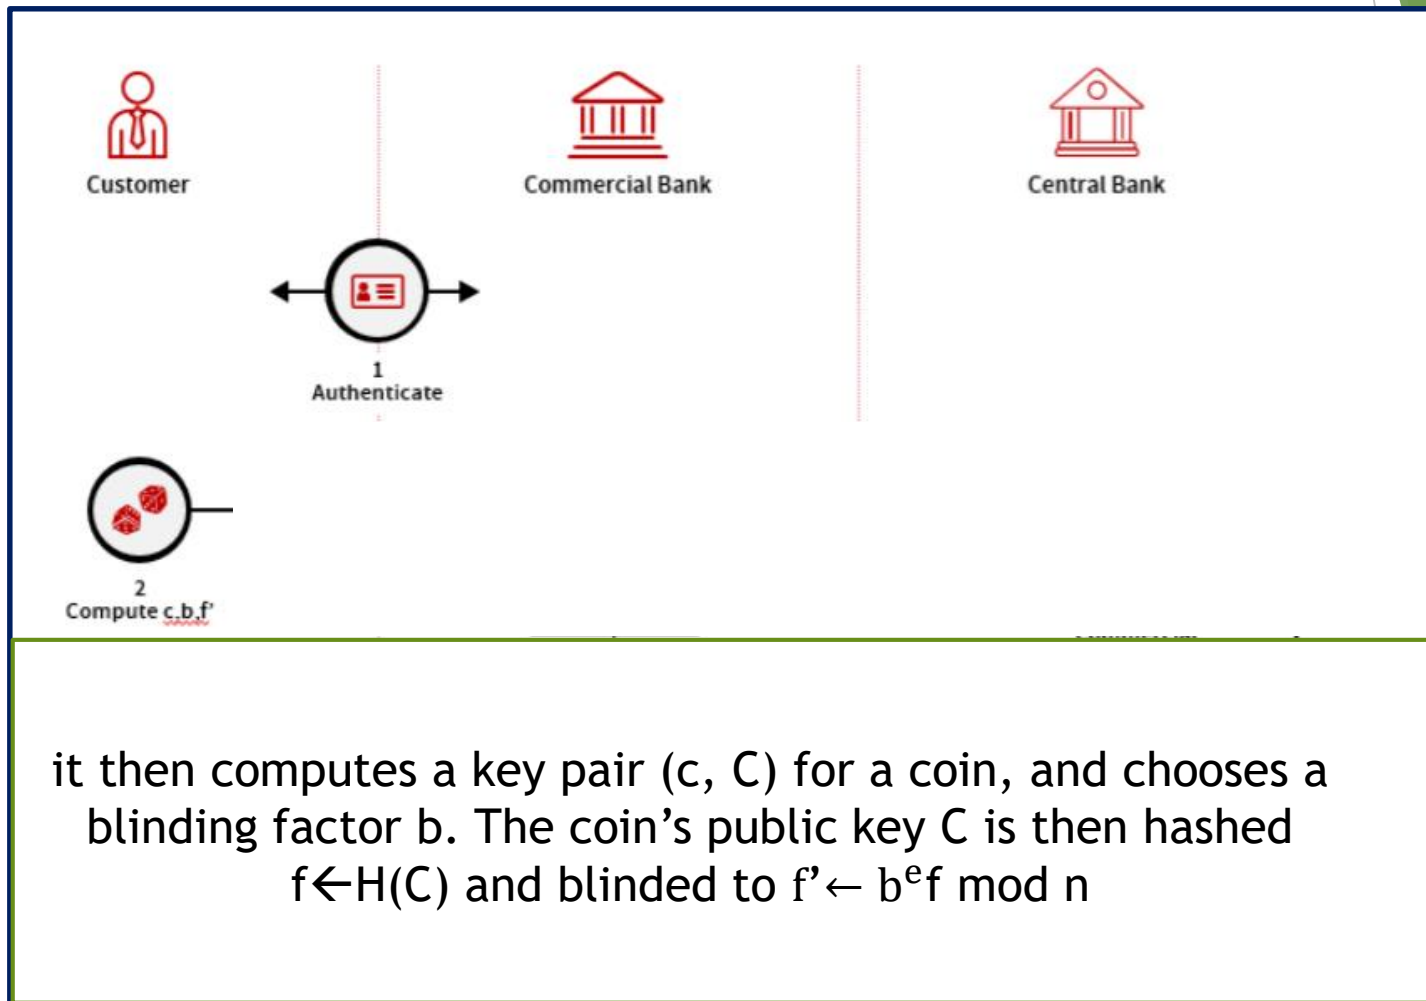 Customer
Commercial Bank
Central Bank
1
Authenticate
2
Compute c,b,f'
it then computes a key pair (c, C) for a coin, and chooses a
blinding factor b. The coin’s public key C is then hashed
f←H(C) and blinded to f’← bᵉf mod n